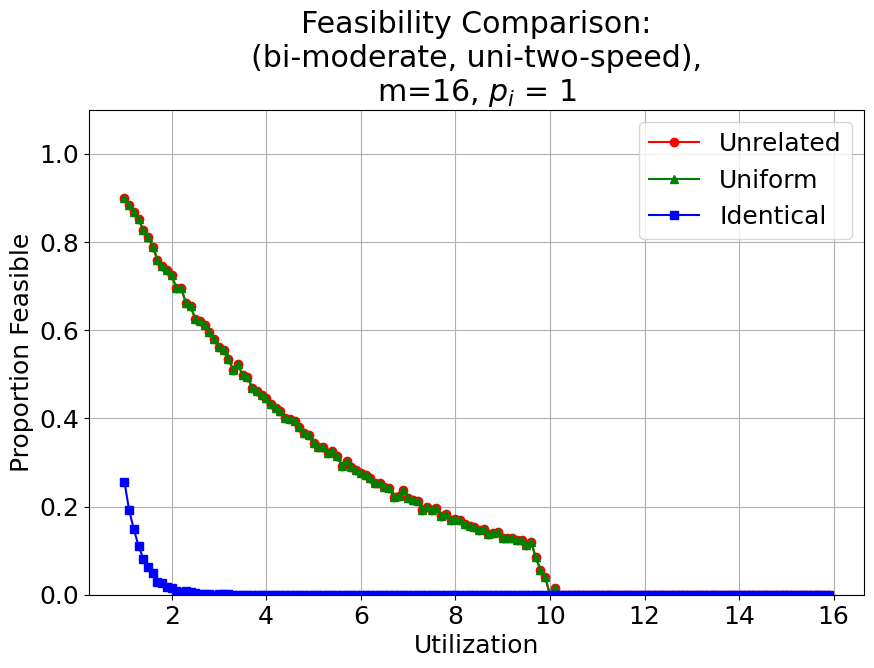 Feasibility Comparison:
(bi-moderate, uni-two-speed),
m=16, $p_i$ = 1
Unrelated
Uniform
Identical
Proportion Feasible
1.0
0.8
0.6
0.4
0.2
0.0
2 4 6 8 10 12 14 16
Utilization